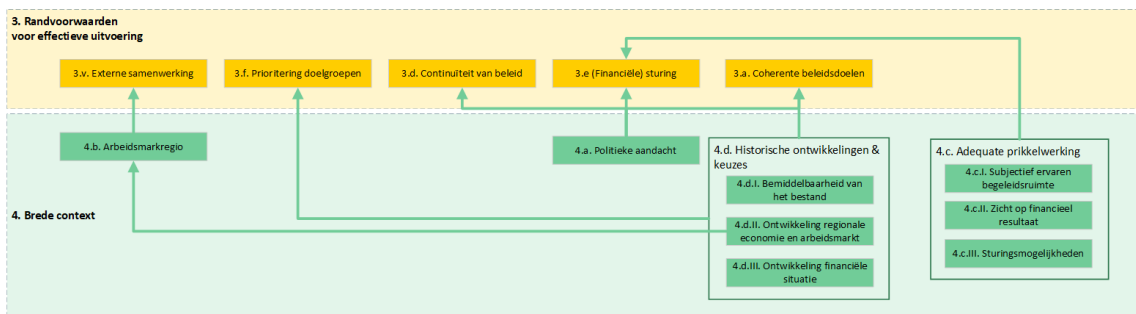 3. Randvoorwaarden
voor effectieve uitvoering
3.v. Externe samenwerking
3.f. Prioritering doelgroepen
3.d. Continuïteit van beleid
3.e (Financiële) sturing
3.a. Coherente beleidsdoelen
4. Brede context
4.b. Arbeidsmarkregio
4.a. Politieke aandacht
4.d. Historische ontwikkelingen &
keuzes
4.d.I. Bemiddelbaarheid van
het bestand
4.d.II. Ontwikkeling regionale
economie en arbeidsmarkt
4.d.III. Ontwikkeling financiële
situatie
4.c. Adequate prikkelwerking
4.c.I. Subjectief ervaren
begeleidsruimte
4.c.II. Zicht op financieel
resultaat
4.c.III. Sturingsmogelijkheden